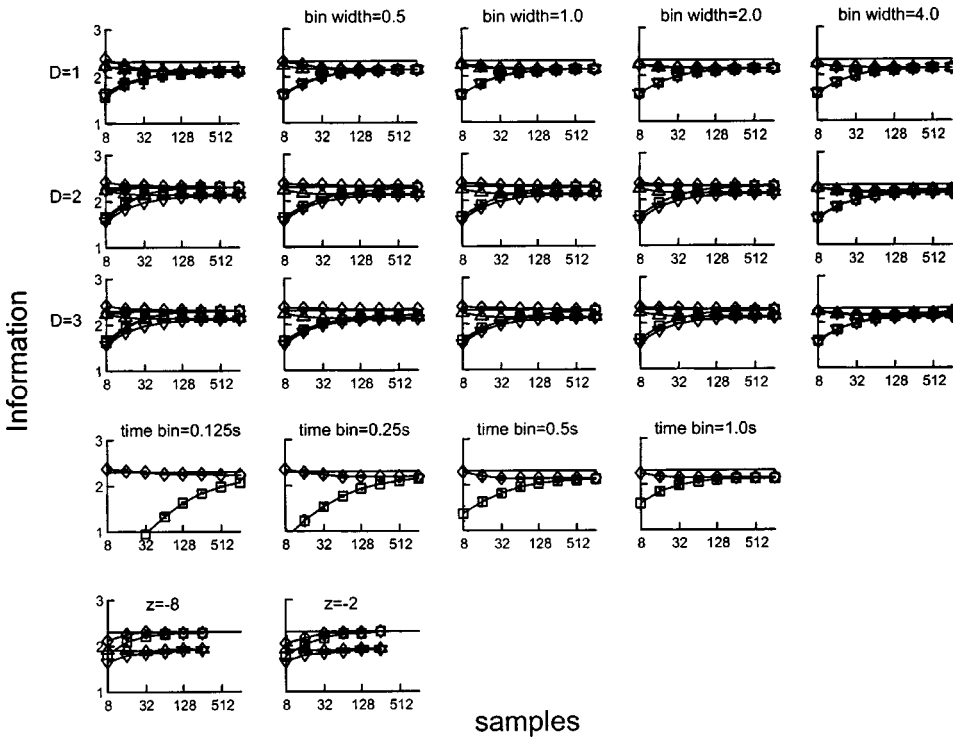 bin width=0.5 bin width=1.0 bin width=2.0 bin width=4.0
3
D=1 2
1
8 32 128 512 8 32 128 512 8 32 128 512 8 32 128 512 8 32 128 512
3
D=2 2
1
8 32 128 512 8 32 128 512 8 32 128 512 8 32 128 512 8 32 128 512
3
D=3 2
1
8 32 128 512 8 32 128 512 8 32 128 512 8 32 128 512 8 32 128 512
Information
time bin=0.125s time bin=0.25s time bin=0.5s time bin=1.0s
3
2
1
8 32 128 512 8 32 128 512 8 32 128 512 8 32 128 512
z=-8 z=-2
3
2
1
8 32 128 512 8 32 128 512
samples